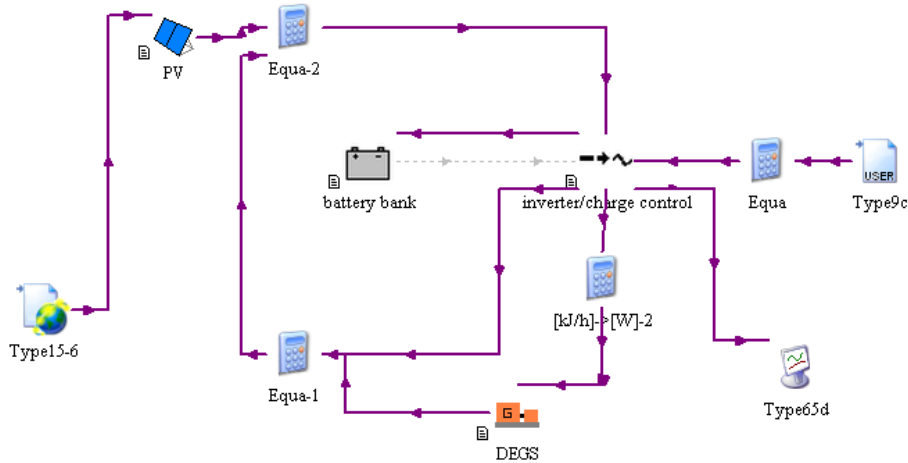 PV
Equa-2
battery bank
inverter/charge control
Equa
USER
Type9c
Type15-6
[kJ/h]->[W]-2
Equa-1
Type65d
G
DEGS